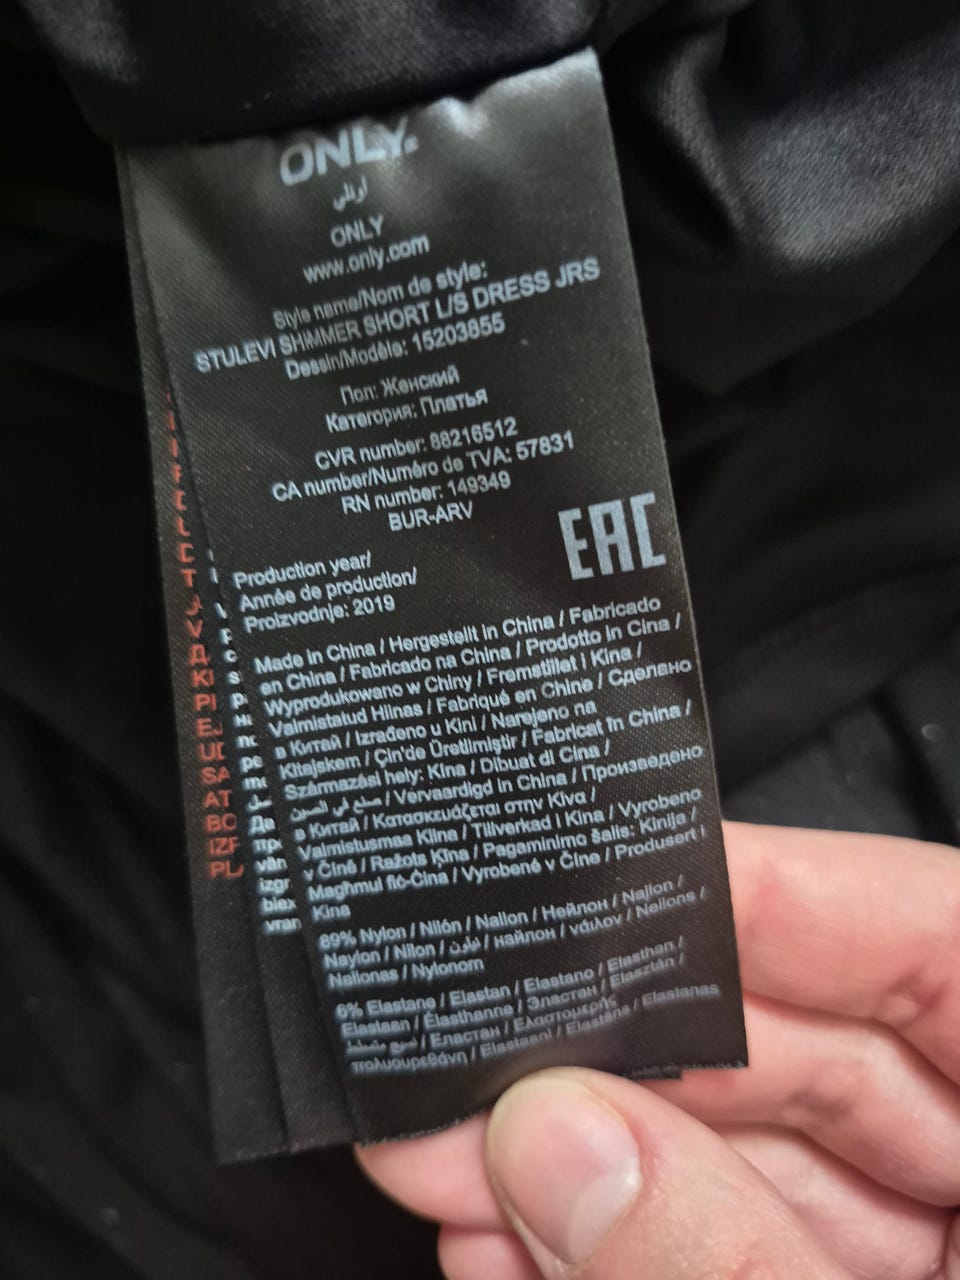 ONLY.
اونلي
ONLY
www.only.com
Style name/Nom de style:
STULEVI SHIMMER SHORT L/S DRESS JRS
Dessin/Modèle: 15203855
Пол: Женский
Категория: Платья
CVR number: 88216512
CA number/Numéro de TVA: 57831
RN number: 149349
BUR-ARV
EAC
Production year/
Année de production/
Proizvodnje: 2019
Made in China / Hergestellt in China / Fabricado
en China / Fabricado na China / Prodotto in Cina /
Wyprodukowano w Chiny / Fremstillet i Kina /
Valmistatud Hiinas / Fabriqué en Chine / Сделано
в Китай / Izrađeno u Kini / Narejeno na
Kitajskem / Çin'de Üretilmiştir / Fabricat în China /
Származási hely: Kína / Dibuat di Cina /
صنع في الصين / Vervaardigd in China / Произведено
в Китай / Κατασκευάζεται στην Κίνα /
Valmistusmaa Kiina / Tillverkad i Kina / Vyrobeno
v Číně / Ražots Ķīna / Pagaminimo šalis: Kinija /
Magħmul fiċ-Ċina / Vyrobené v Číne / Produsert i
Kina
89% Nylon / Nilón / Nailon / Нейлон / Najlon /
Naylon / Nilon / نيلون / найлон / νάιλον / Neilons /
Neilonas / Nylonom
6% Elastane / Elastan / Elastano / Elasthan /
Elastaan / Élasthanne / Эластан / Elasztán /
Еластан / Ελαστομερής
πολυουρεθάνη / Elastaani / Elastāns / Elastanas